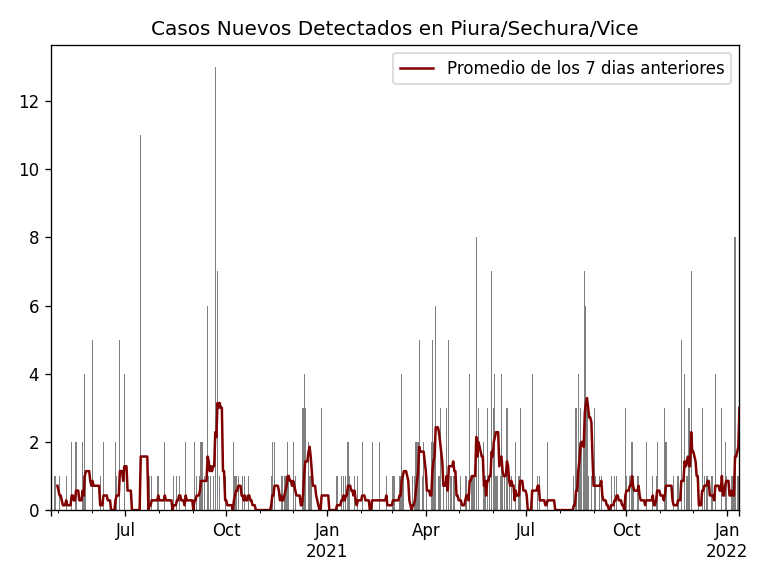 Casos Nuevos Detectados en Piura/Sechura/Vice
Promedio de los 7 dias anteriores
12
10
8
6
4
2
0
Jul Oct Jan Apr Jul Oct Jan
2021 2022